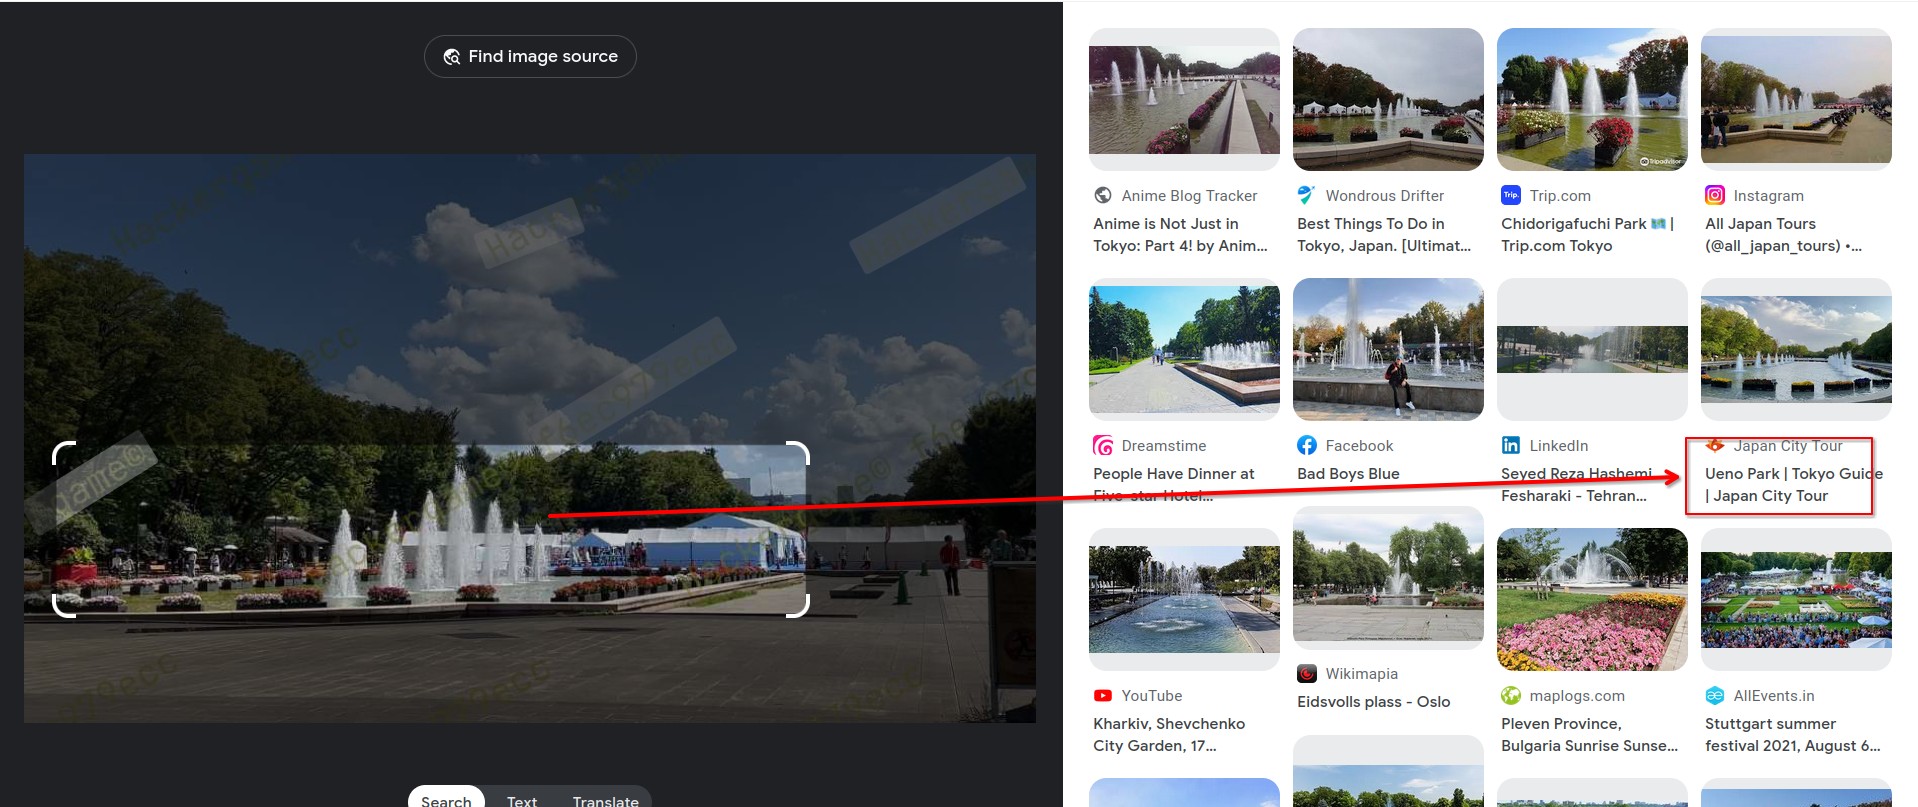 Find image source
Search
Text
Translate
Anime Blog Tracker
Anime is Not Just in
Tokyo: Part 4! by Anim...
Wondrous Drifter
Best Things To Do in
Tokyo, Japan. [Ultimat...
Trip.
Tripadvisor
Trip.com
Chidorigafuchi Park 🗺️ |
Trip.com Tokyo
Instagram
All Japan Tours
(@all_japan_tours) •...
Dreamstime
People Have Dinner at
Five-star Hotel...
Facebook
Bad Boys Blue
LinkedIn
Seyed Reza Hashemi
Fesharaki - Tehran...
Japan City Tour
Ueno Park | Tokyo Guide
| Japan City Tour
YouTube
Kharkiv, Shevchenko
City Garden, 17...
Wikimapia
Eidsvolls plass - Oslo
maplogs.com
Pleven Province,
Bulgaria Sunrise Sunse...
æ
AllEvents.in
Stuttgart summer
festival 2021, August 6...